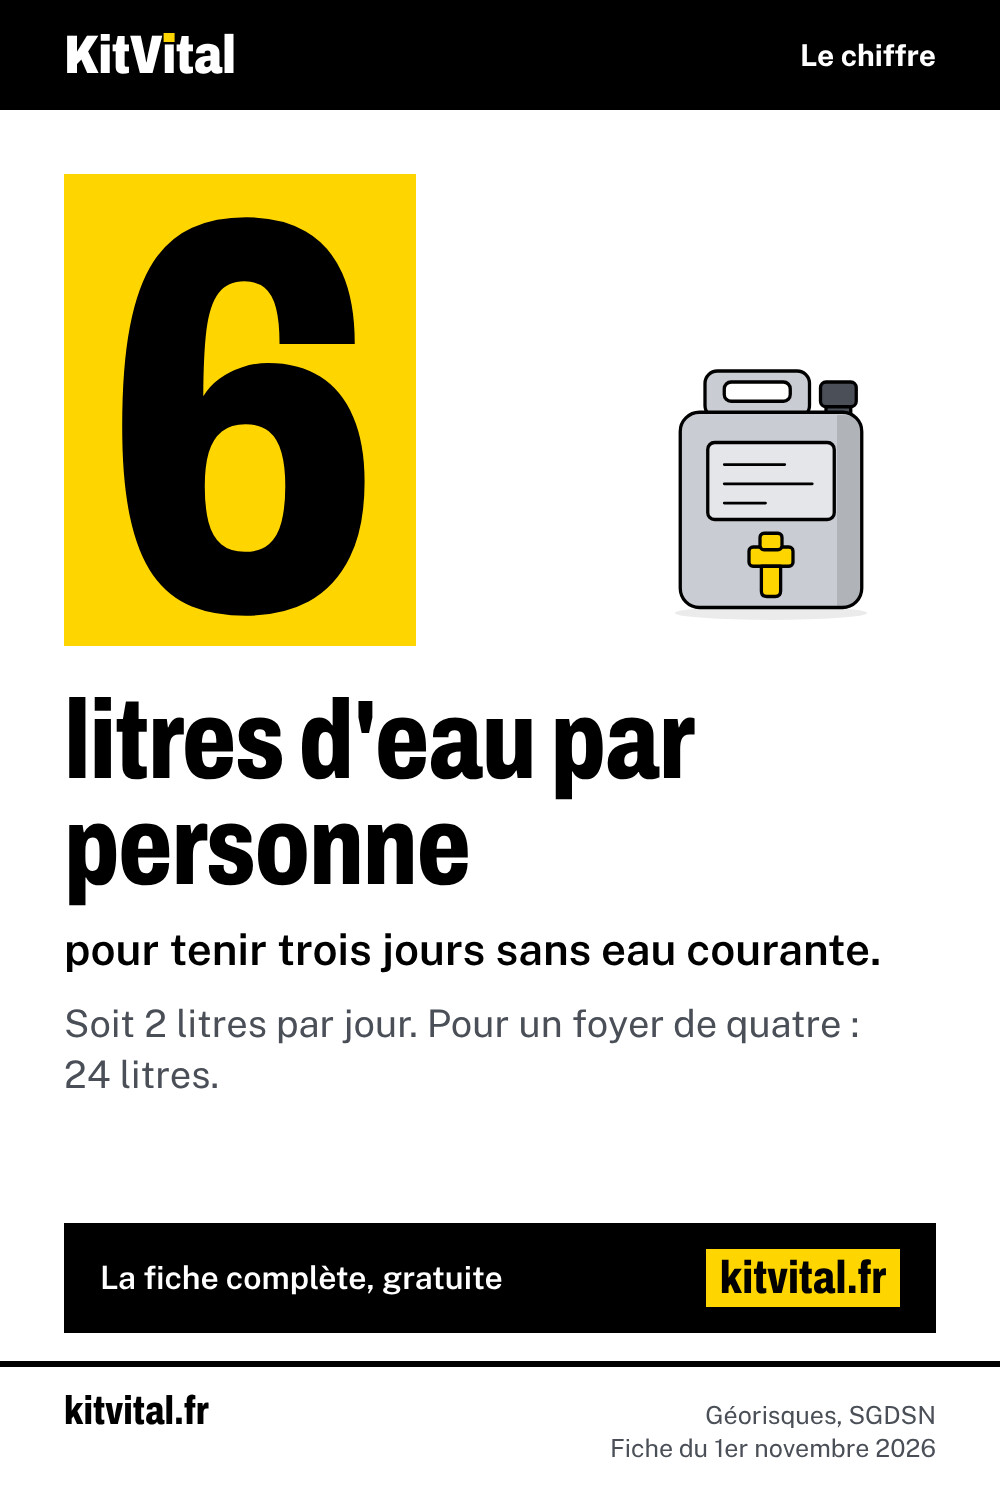 KitVital
Le chiffre
6
litres d'eau par
personne
pour tenir trois jours sans eau courante.
Soit 2 litres par jour. Pour un foyer de quatre :
24 litres.
La fiche complète, gratuite
kitvital.fr
kitvital.fr
Géorisques, SGDSN
Fiche du 1er novembre 2026